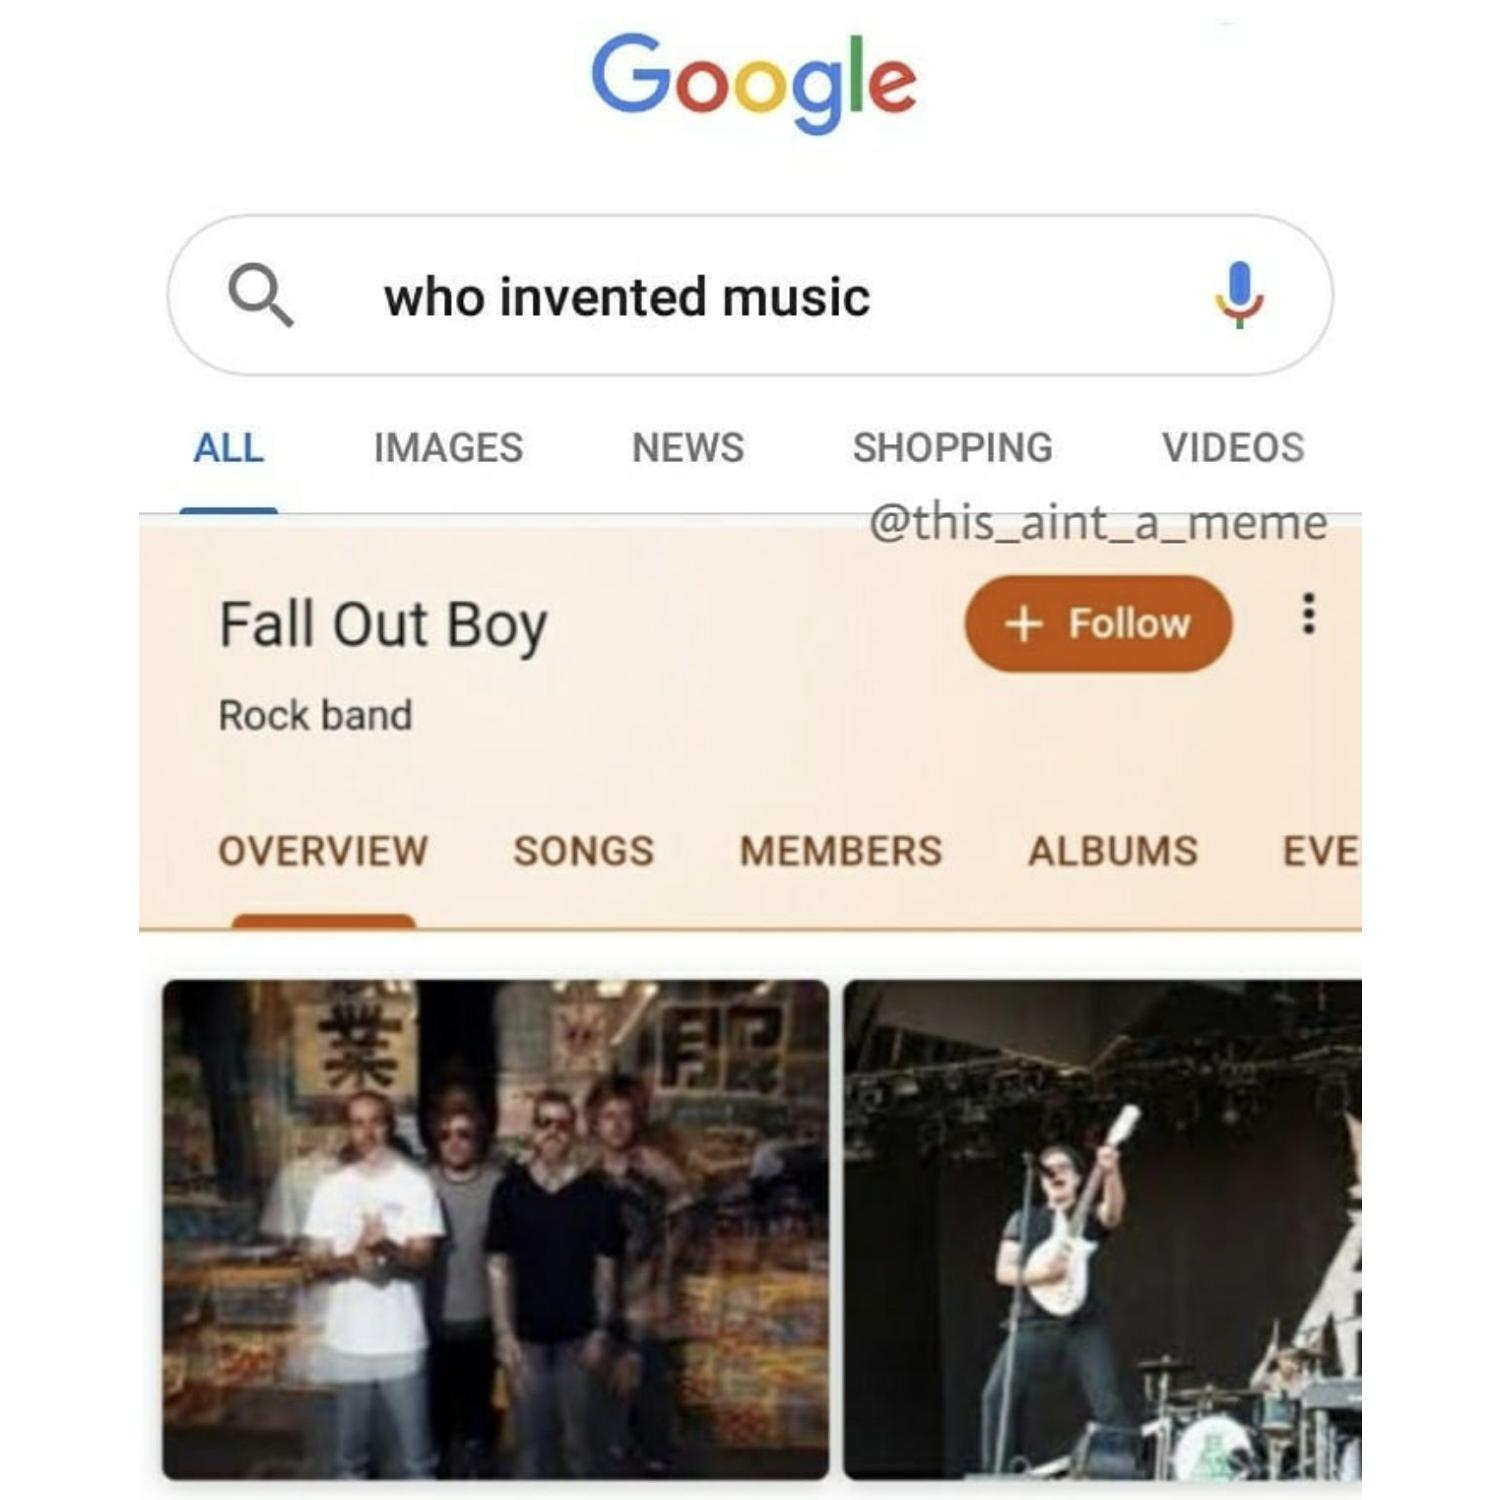 Google
who invented music
ALL IMAGES NEWS SHOPPING VIDEOS
@this_aint_a_meme
Fall Out Boy
+ Follow
Rock band
OVERVIEW SONGS MEMBERS ALBUMS EVE